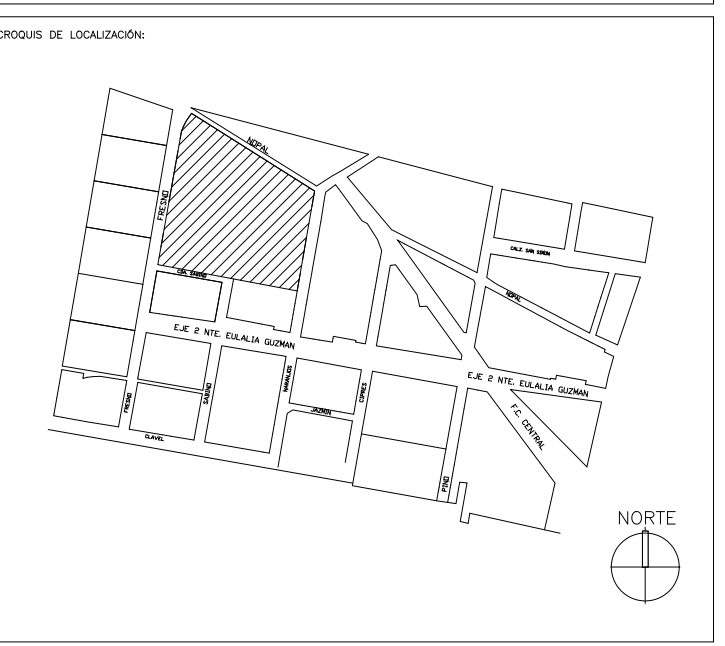 CROQUIS DE LOCALIZACIÓN:
NOPAL
FRESNO
CALZ. SAN SIMON
CDA. SABINO
NOPAL
EJE 2 NTE. EULALIA GUZMAN
EJE 2 NTE. EULALIA GUZMAN
NARANJOS
CIPRES
SABINO
FRESNO
JAZMIN
F.C. CENTRAL
CLAVEL
PINO
NORTE